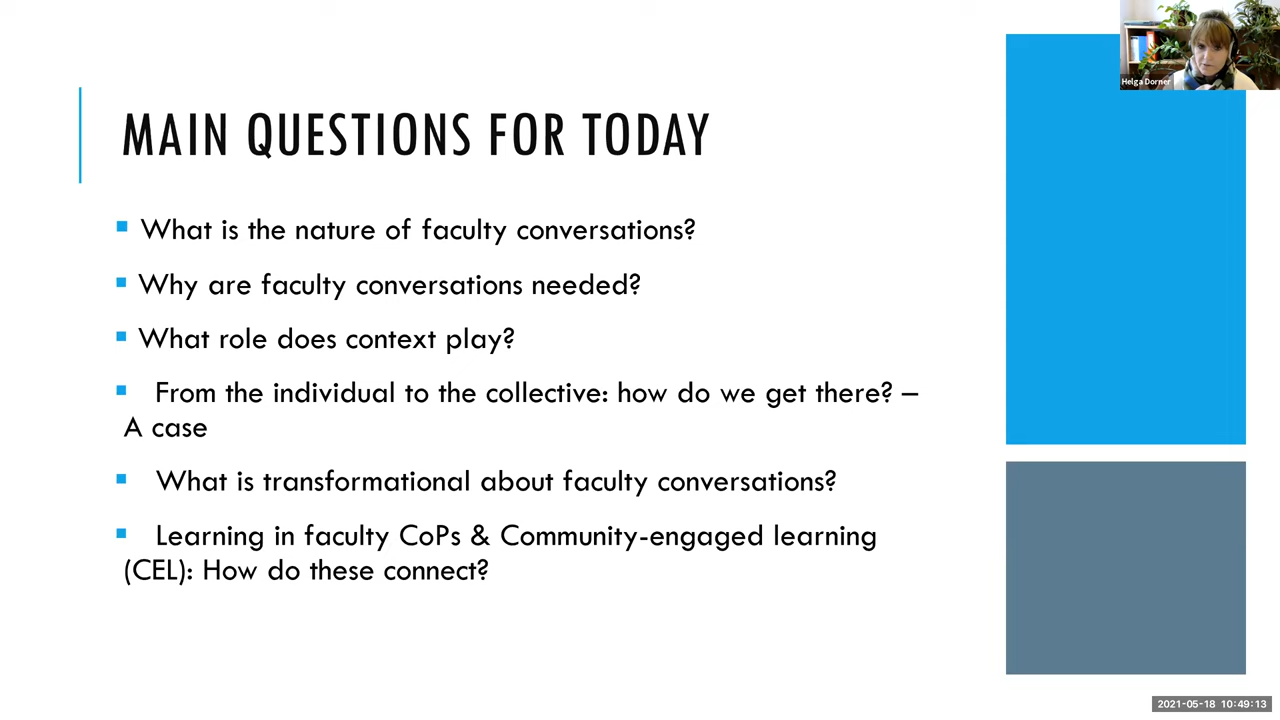 Helga Dorner
MAIN QUESTIONS FOR TODAY
What is the nature of faculty conversations?
Why are faculty conversations needed?
What role does context play?
From the individual to the collective: how do we get there? –
A case
What is transformational about faculty conversations?
Learning in faculty CoPs & Community-engaged learning
(CEL): How do these connect?
2021-05-18 10:49:13